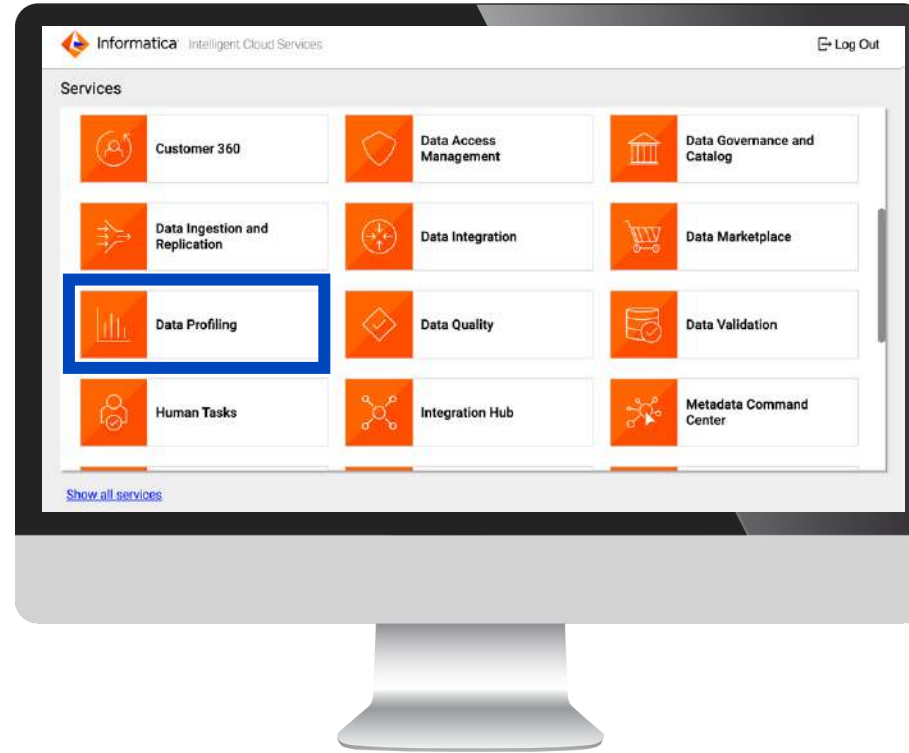 Informatica Intelligent Cloud Services
Log Out
Services
Customer 360
Data Access
Management
Data Governance and
Catalog
Data Ingestion and
Replication
Data Integration
Data Marketplace
Data Profiling
Data Quality
Data Validation
Human Tasks
Integration Hub
Metadata Command
Center
Show all services